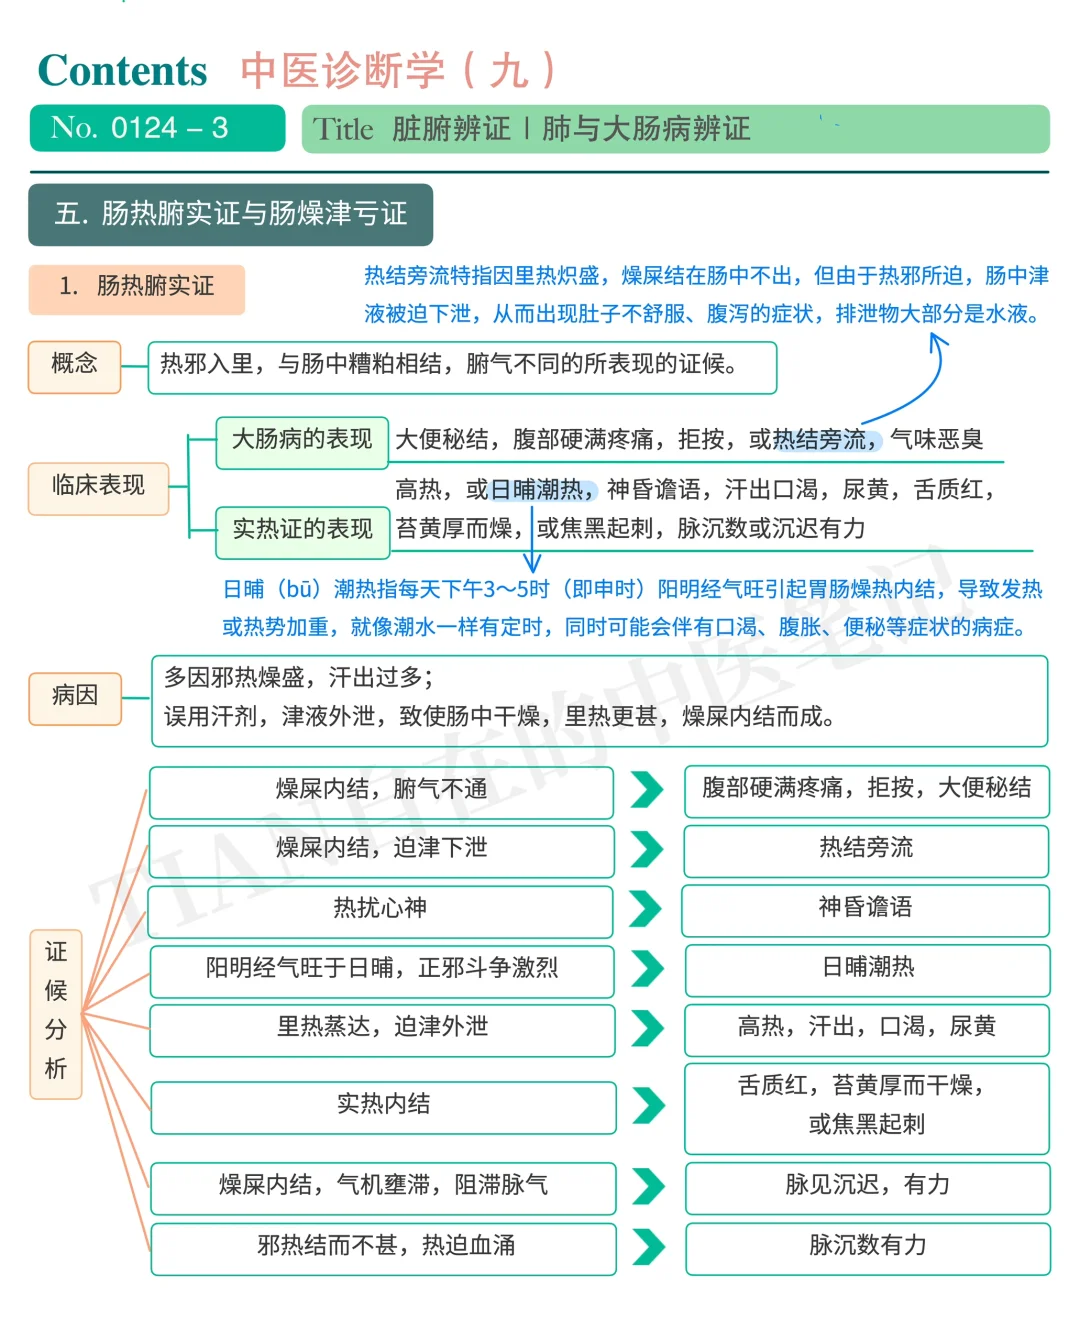 Contents 中医诊断学（九）
No. 0124 – 3
Title 脏腑辨证 | 肺与大肠病辨证
五. 肠热腑实证与肠燥津亏证
1. 肠热腑实证
热结旁流特指因里热炽盛，燥屎结在肠中不出，但由于热邪所迫，肠中津
液被迫下泄，从而出现肚子不舒服、腹泻的症状，排泄物大部分是水液。
概念
热邪入里，与肠中糟粕相结，腑气不同的所表现的证候。
临床表现
大肠病的表现
大便秘结，腹部硬满疼痛，拒按，或热结旁流，气味恶臭
实热证的表现
高热，或日晡潮热，神昏谵语，汗出口渴，尿黄，舌质红，
苔黄厚而燥，或焦黑起刺，脉沉数或沉迟有力
日晡（bū）潮热指每天下午3～5时（即申时）阳明经气旺引起胃肠燥热内结，导致发热
或热势加重，就像潮水一样有定时，同时可能会伴有口渴、腹胀、便秘等症状的病症。
病因
多因邪热燥盛，汗出过多；
误用汗剂，津液外泄，致使肠中干燥，里热更甚，燥屎内结而成。
证候分析
燥屎内结，腑气不通
腹部硬满疼痛，拒按，大便秘结
燥屎内结，迫津下泄
热结旁流
热扰心神
神昏谵语
阳明经气旺于日晡，正邪斗争激烈
日晡潮热
里热蒸达，迫津外泄
高热，汗出，口渴，尿黄
实热内结
舌质红，苔黄厚而干燥，
或焦黑起刺
燥屎内结，气机壅滞，阻滞脉气
脉见沉迟，有力
邪热结而不甚，热迫血涌
脉沉数有力
TIAN自在的中医笔记